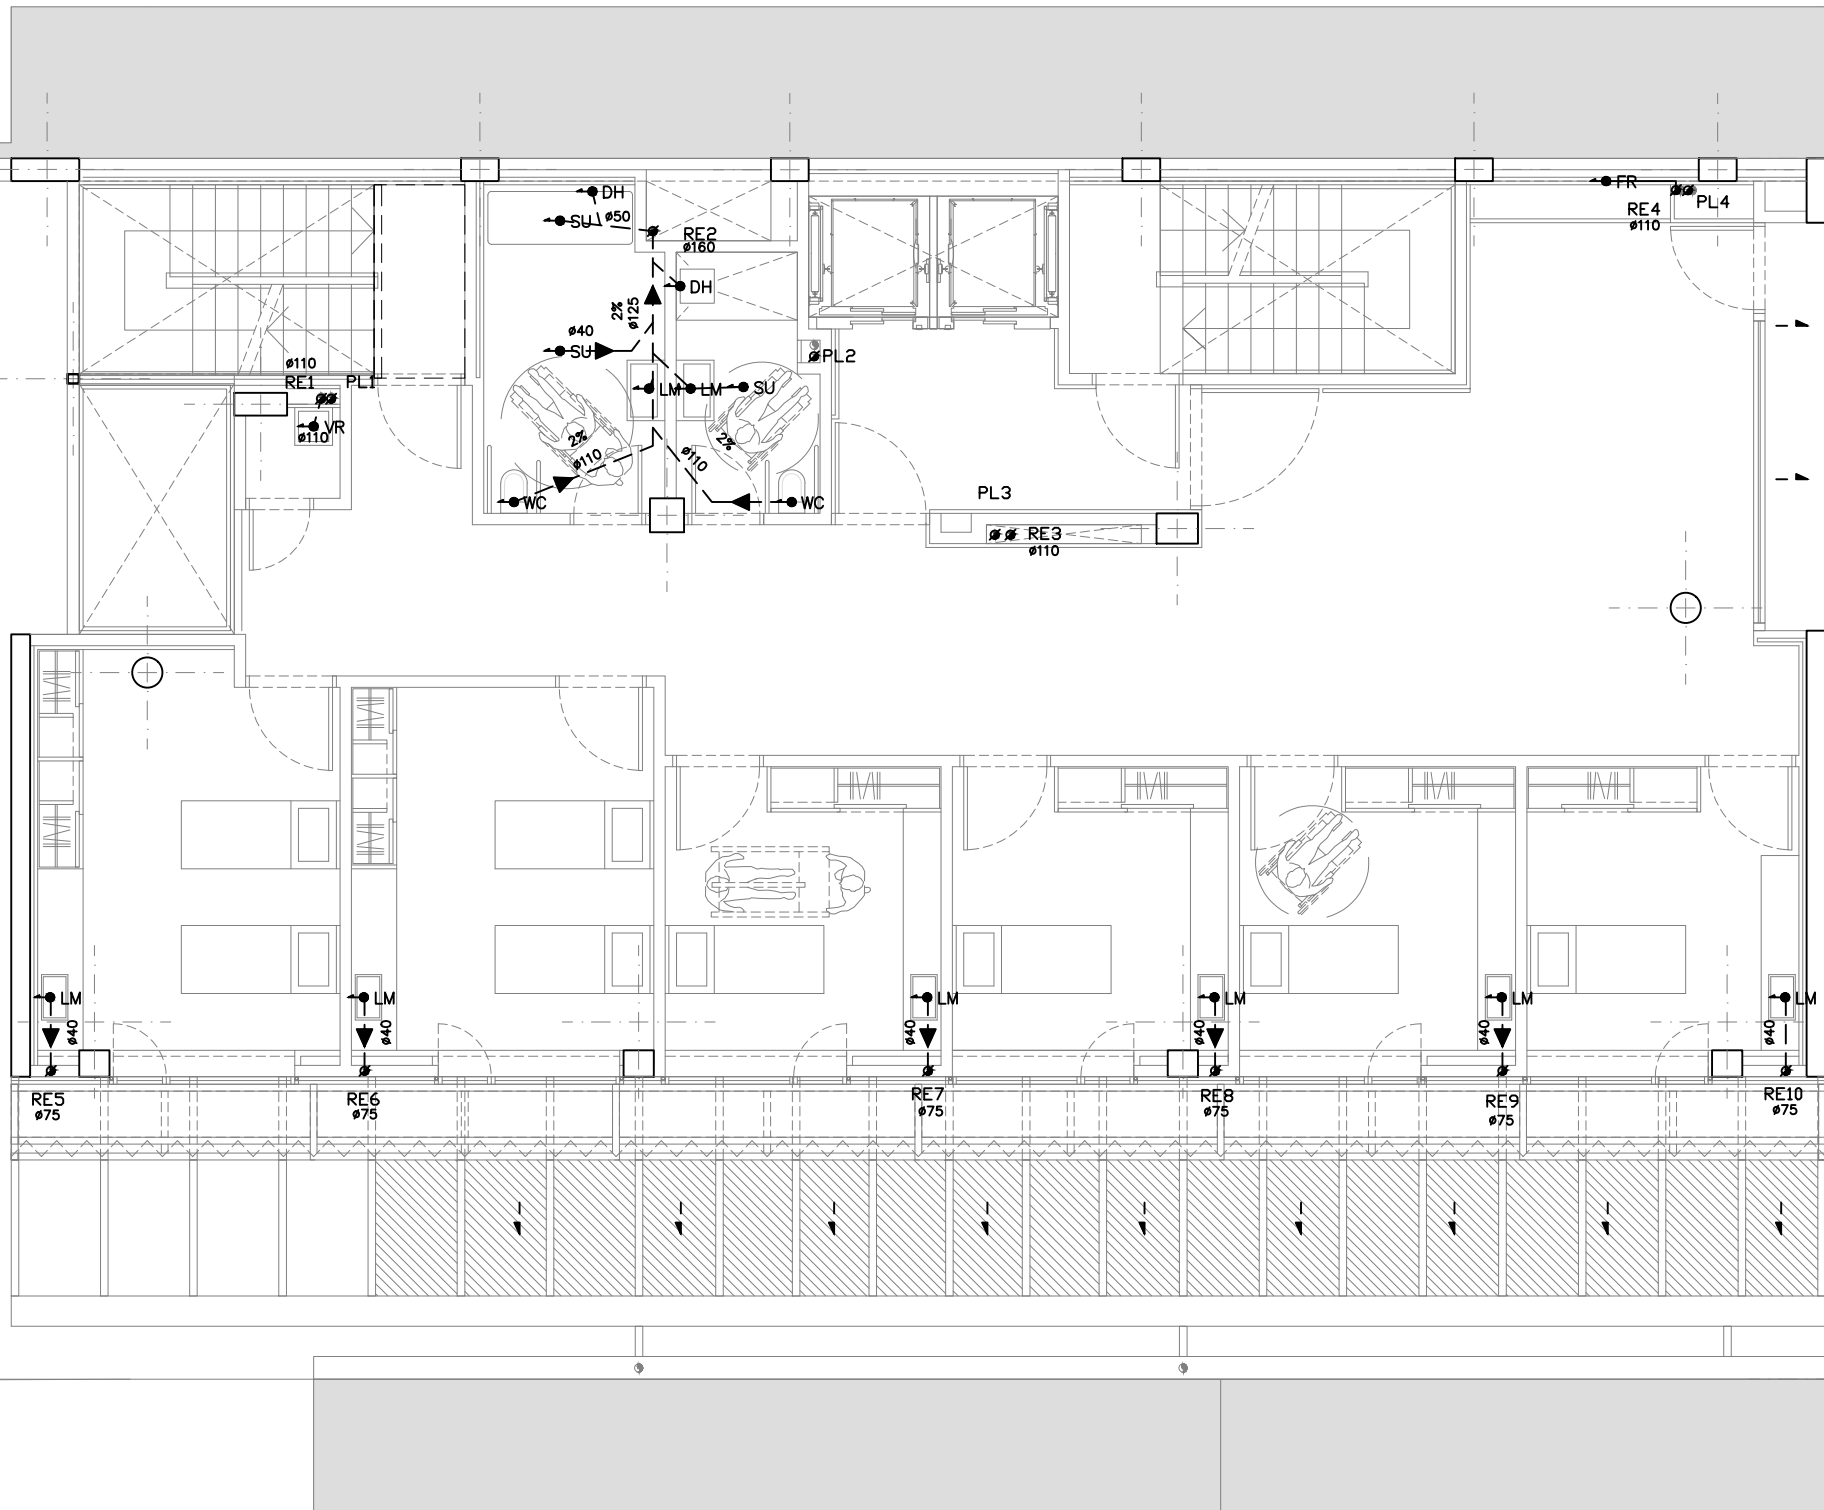 DH
FR
SU
ø50
PL4
RE4
ø110
RE2
ø160
DH
2%
ø125
ø40
SU
PL2
ø110
RE1
PL1
LM
LM
SU
VR
ø110
2%
2%
ø110
ø110
WC
WC
PL3
RE3
ø110
LM
LM
LM
LM
LM
LM
ø40
ø40
ø40
ø40
ø40
ø40
RE5
ø75
RE6
ø75
RE7
ø75
RE8
ø75
RE9
ø75
RE10
ø75